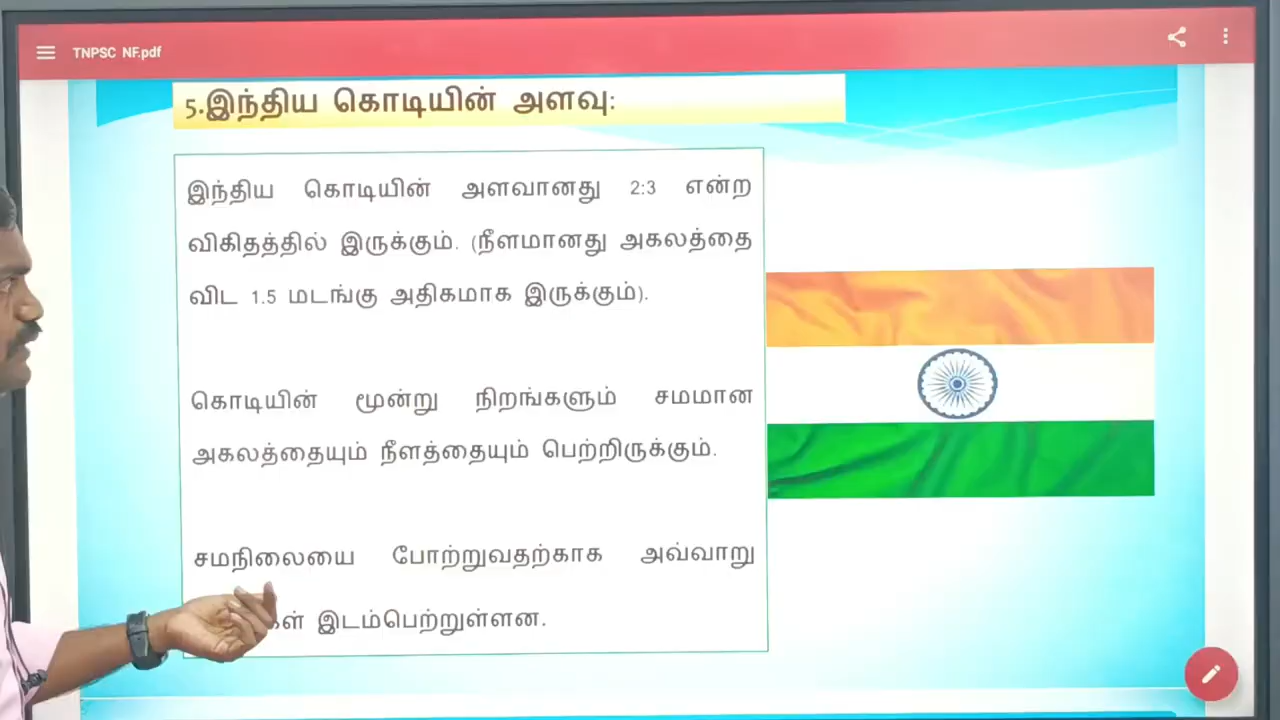 TNPSC NF.pdf
5.இந்திய கொடியின் அளவு:
இந்திய கொடியின் அளவானது 2:3 என்ற
விகிதத்தில் இருக்கும். (நீளமானது அகலத்தை
விட 1.5 மடங்கு அதிகமாக இருக்கும்).
கொடியின் மூன்று நிறங்களும் சமமான
அகலத்தையும் நீளத்தையும் பெற்றிருக்கும்.
சமநிலையை போற்றுவதற்காக அவ்வாறு
இடம்பெற்றுள்ளன.